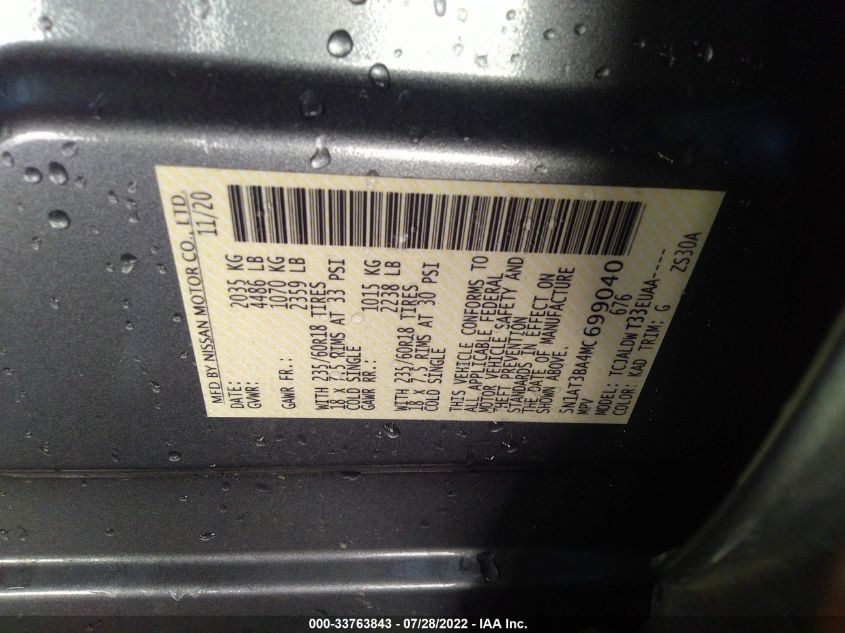 MFD BY NISSAN MOTOR CO., LTD.
DATE: 11/20
GVWR: 2035 KG
4486 LB
GAWR FR.: 1070 KG
2359 LB
WITH 235/60R18 TIRES
18 X 7.5 RIMS AT 33 PSI
COLD SINGLE
GAWR RR.: 1015 KG
2238 LB
WITH 235/60R18 TIRES
18 X 7.5 RIMS AT 30 PSI
COLD SINGLE
THIS VEHICLE CONFORMS TO
ALL APPLICABLE FEDERAL
MOTOR VEHICLE SAFETY AND
THEFT PREVENTION
STANDARDS IN EFFECT ON
THE DATE OF MANUFACTURE
SHOWN ABOVE.
5N1AT3BA4MC699040
MPV 676
MODEL: TCJALDWT33EUAA-----
COLOR: KAD TRIM: G ZS30A
000-33763843 / 07/28/2022 - IAA Inc.